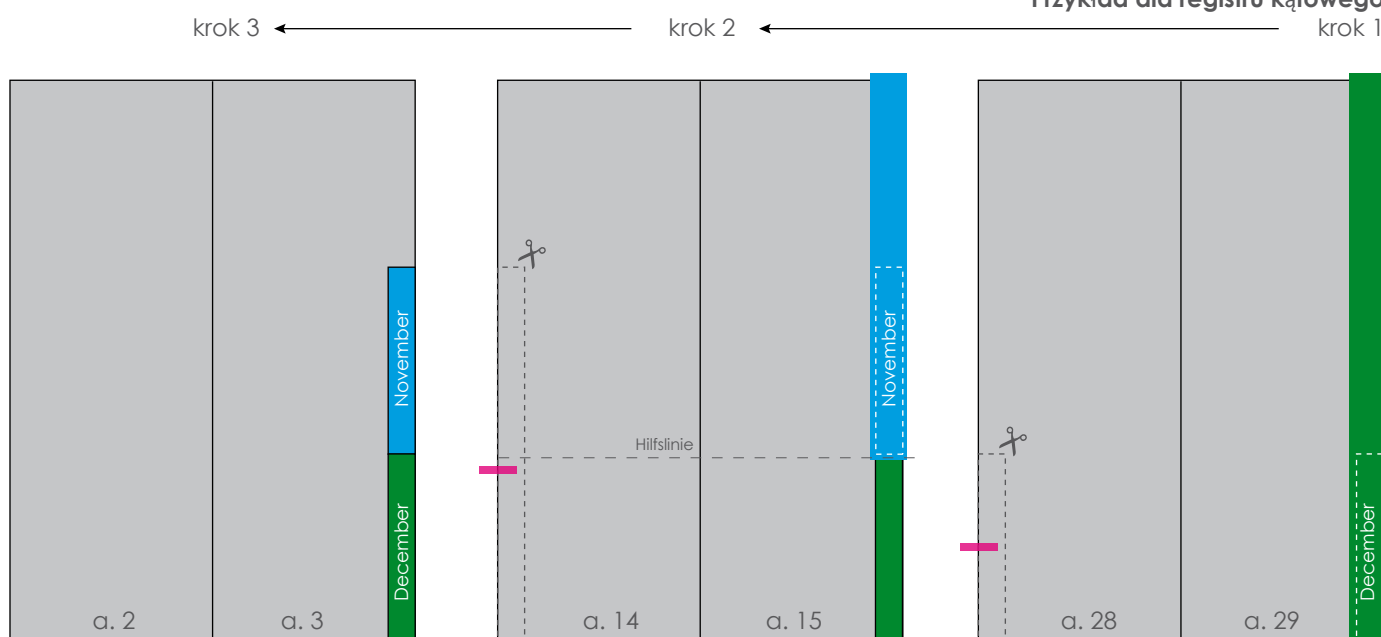 Przykład dla registru kątowego
krok 3
krok 2
krok 1
November
December
a. 2
a. 3
November
Hilfslinie
a. 14
a. 15
December
a. 28
a. 29